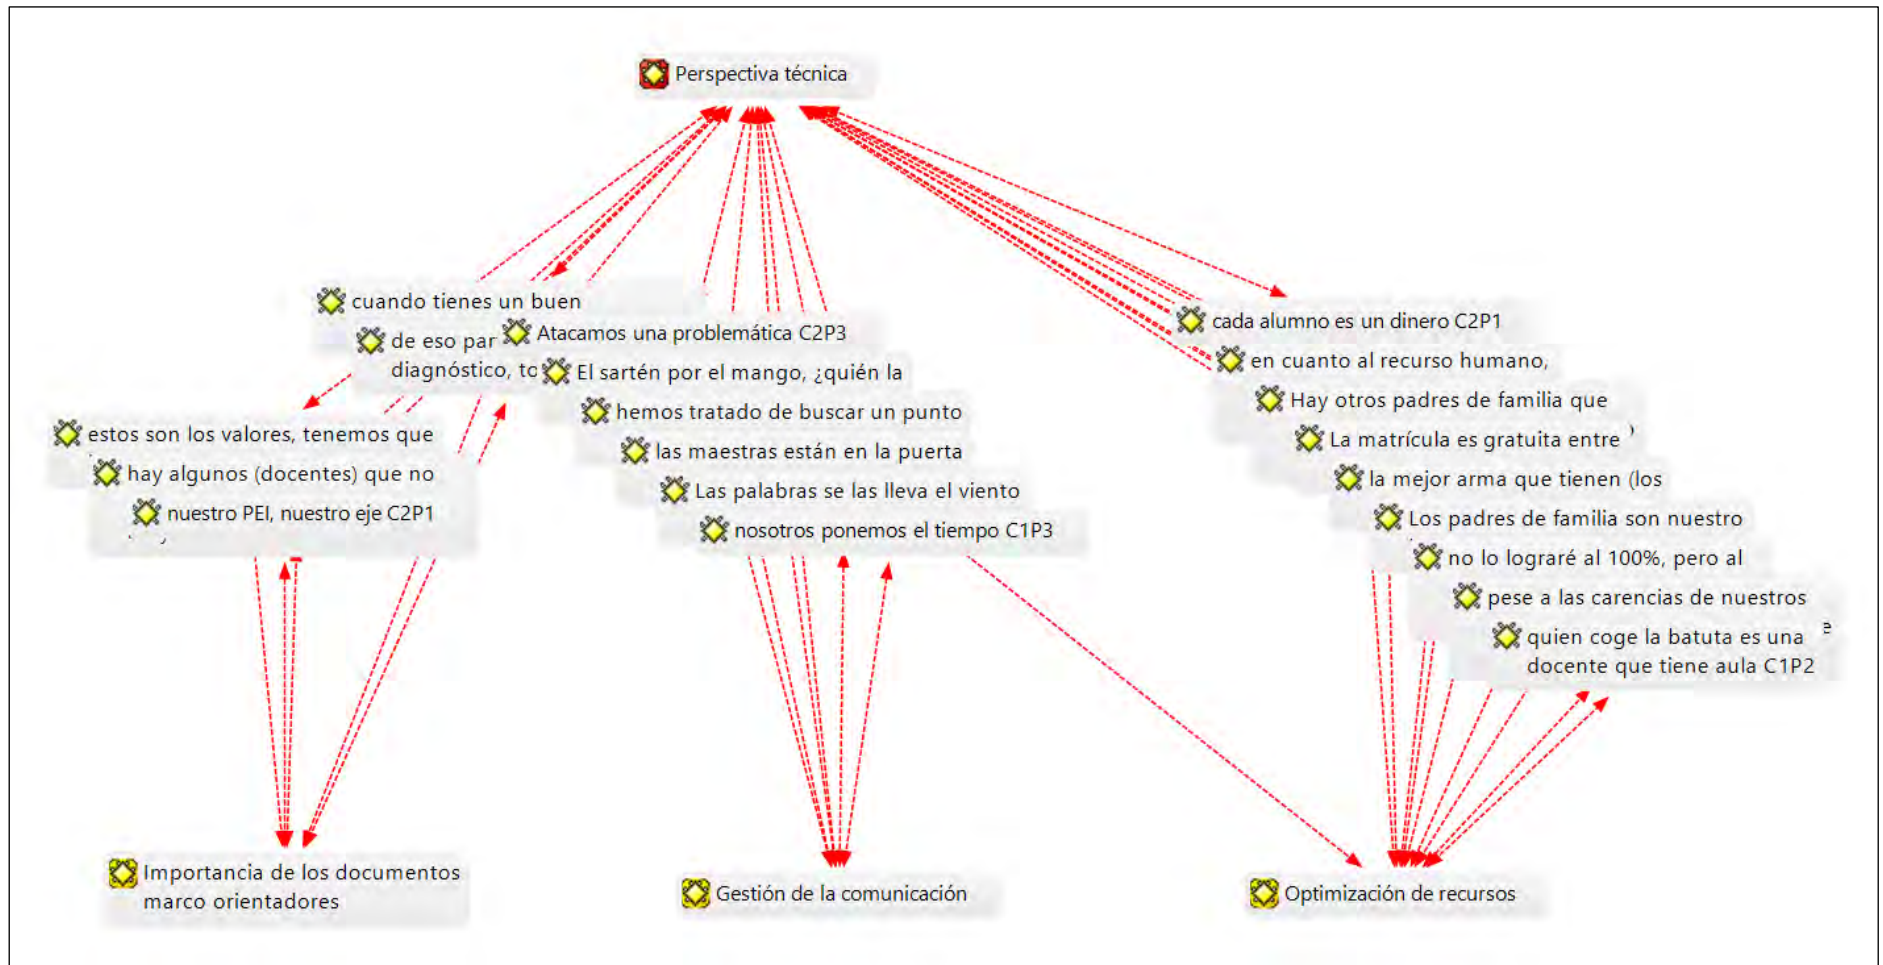 Perspectiva técnica
cuando tienes un buen
de eso par
diagnóstico, to
Atacamos una problemática C2P3
El sartén por el mango, ¿quién la
hemos tratado de buscar un punto
las maestras están en la puerta
Las palabras se las lleva el viento
nosotros ponemos el tiempo C1P3
estos son los valores, tenemos que
hay algunos (docentes) que no
nuestro PEI, nuestro eje C2P1
cada alumno es un dinero C2P1
en cuanto al recurso humano,
Hay otros padres de familia que
La matrícula es gratuita entre
la mejor arma que tienen (los
Los padres de familia son nuestro
no lo lograré al 100%, pero al
pese a las carencias de nuestros
quien coge la batuta es una
docente que tiene aula C1P2
Importancia de los documentos
marco orientadores
Gestión de la comunicación
Optimización de recursos